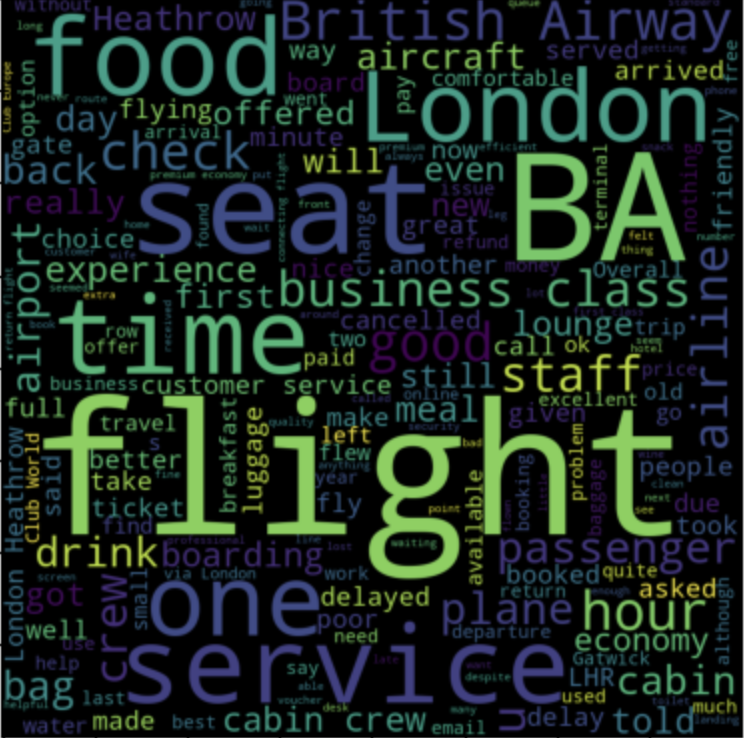 without
going
queue
standard
long
Heathrow
British Airway
food
way
aircraft
served
getting
Club Europe
option
board
comfortable
arrived
free
never
route
went
pay
London
phone
day
flying
offered
gate
arrival
minute
check
back
will
premium
efficient
always
now
even
terminal
snack
nothing
friendly
premium economy
put
connecting flight
seat
BA
really
found
front
issue
new
leg
home
wait
change
great
refund
felt
thing
number
choice
customer
wife
airport
experience
nice
another
money
Overall
return flight
seemed
extra
first
business class
lot
first class
book
row
offer
time
received
around
cancelled
two
good
lounge
trip
seem
hotel
paid
call
ok
business
customer service
still
staff
price
airline
full
travel
called
online
make
meal
excellent
old
given
go
s
breakfast
luggage
quality
left
security
flight
bad
Heathrow
Club World
said
better
take
fine
flew
anything
year
problem
people
clean
ticket
find
fly
point
available
flown
booking
little
baggage
wine
next
see
due
took
drink
professional
boarding
line
lost
waiting
passenger
London
screen
got
crew
small
via London
work
return
booked
quite
enough
asked
although
one
delayed
poor
plane
hour
well
use
need
departure
economy
help
service
late
want
Gatwick
bag
helpful
say
able
despite
LHR
cabin
last
voucher
used
toilet
much
water
made
best
cabin crew
desk
many
email
u
delay
told
landing